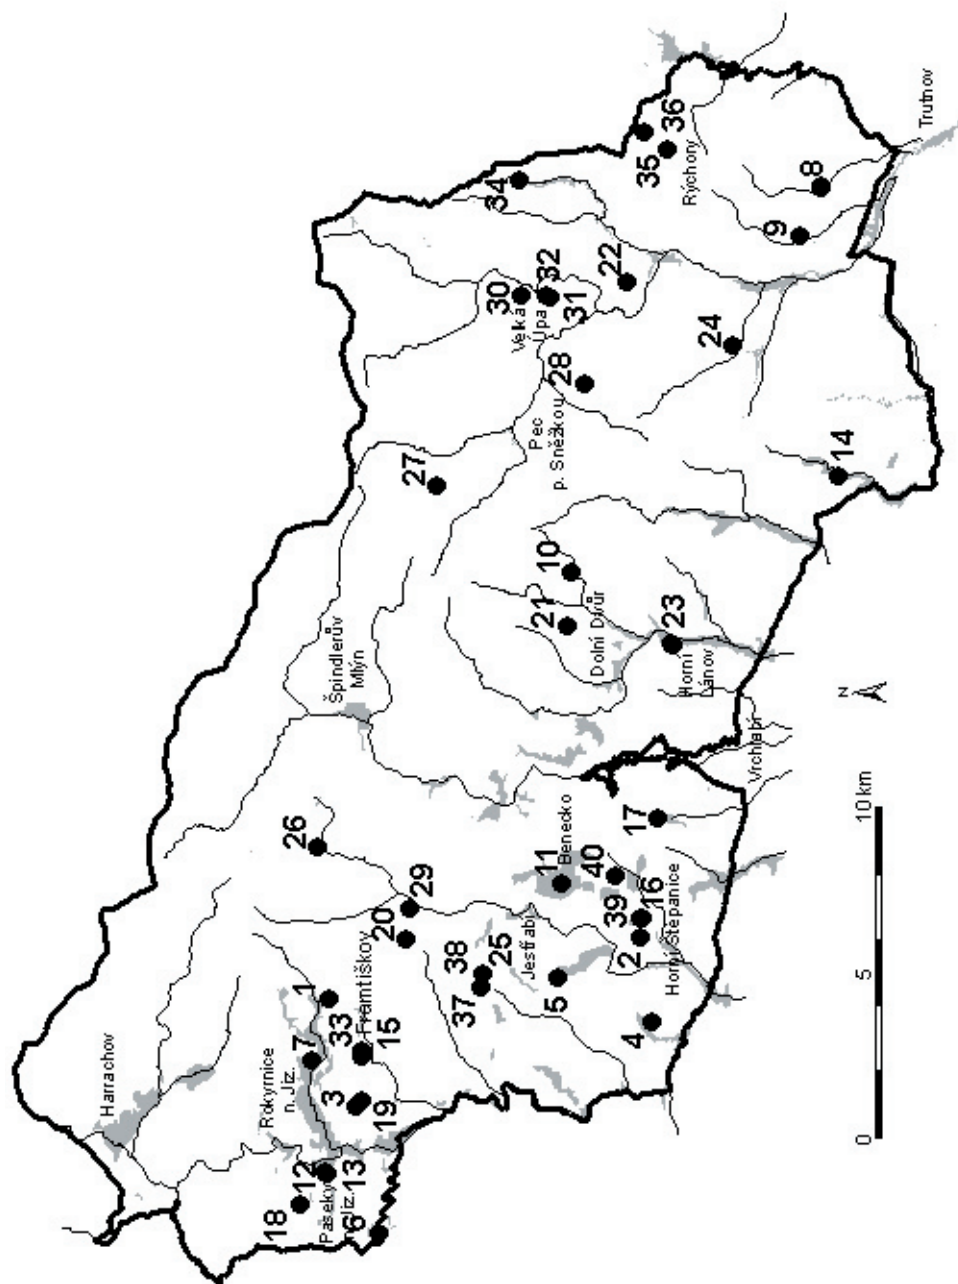 Harrachov
Rokytnice
n. Jiz.
18
12
Paseky
n. Jiz.
13
6
7
1
3
19
33
Františkov
15
26
20
29
Špindlerův
Mlýn
27
37
38
25
Jestřabí
5
11
Benecko
40
39
16
2
Horní Štěpanice
4
17
Vrchlabí
21
10
Dolní Dvůr
23
Horní
Lánov
14
Pec
p. Sněžkou
28
30
Velká
Úpa
32
31
22
24
34
35
36
Rýchory
9
8
Trutnov
N
0
5
10 km